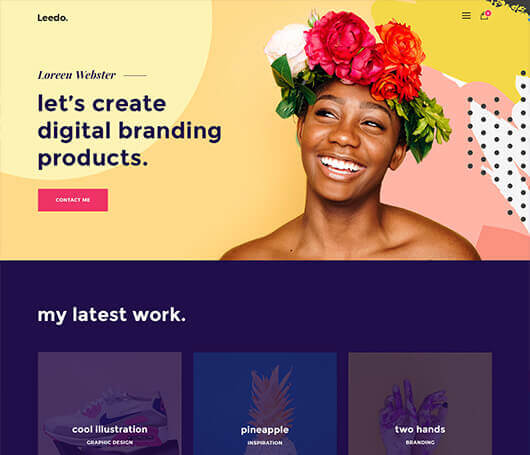 Leedo.
Loreen Webster
let's create
digital branding
products.
CONTACT ME
my latest work.
cool illustration
GRAPHIC DESIGN
pineapple
INSPIRATION
two hands
BRANDING